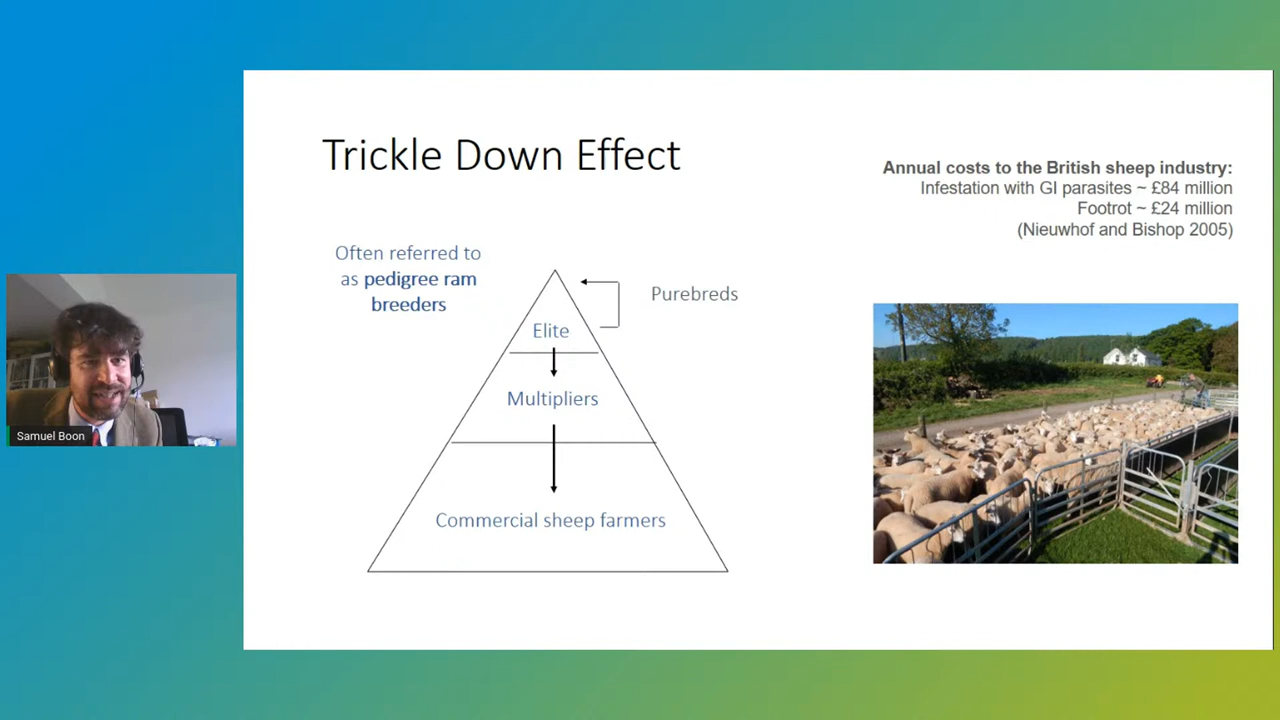 Trickle Down Effect
Annual costs to the British sheep industry:
Infestation with GI parasites ~ £84 million
Footrot ~ £24 million
(Nieuwhof and Bishop 2005)
Often referred to
as pedigree ram
breeders
Purebreds
Elite
Multipliers
Commercial sheep farmers
Samuel Boon